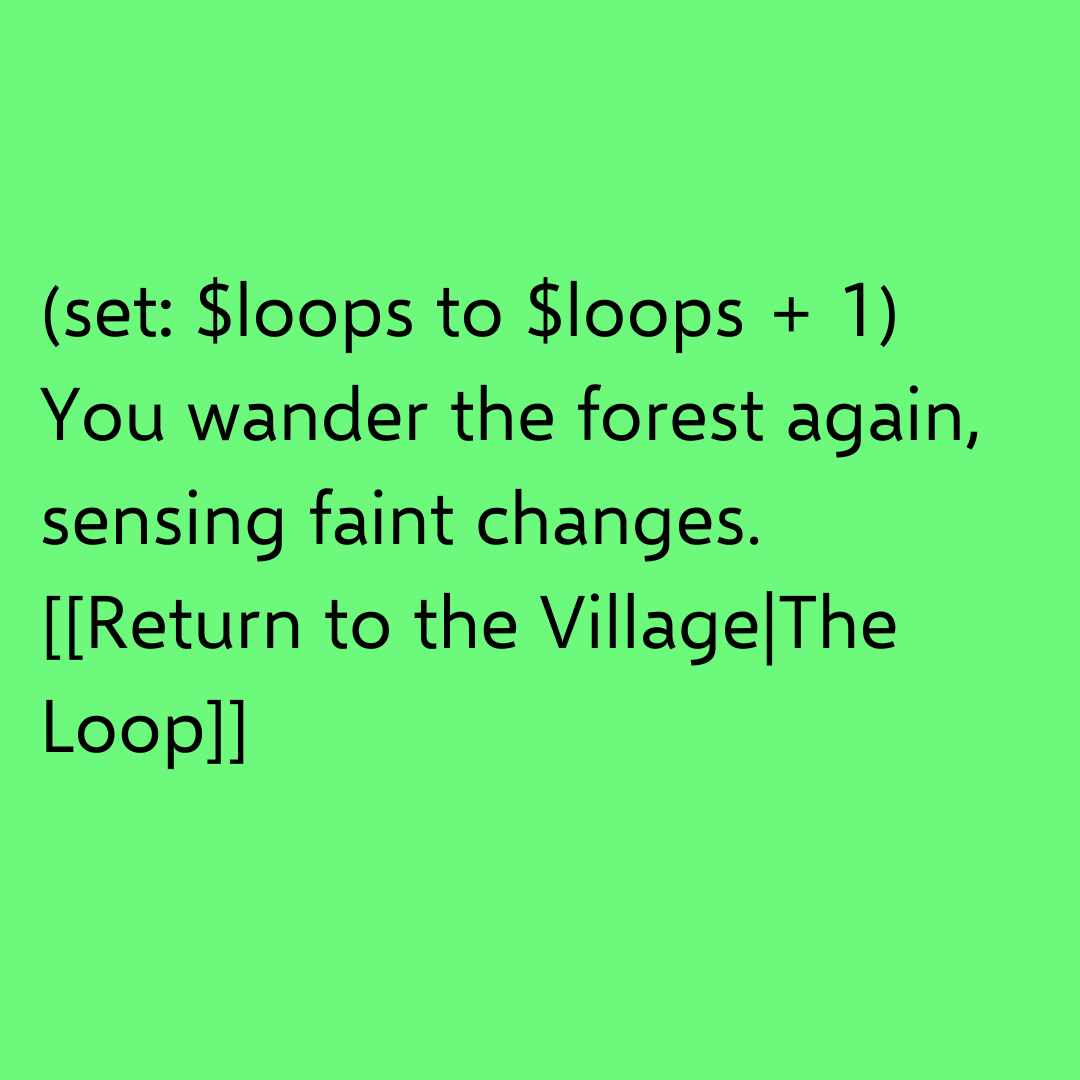 (set: $loops to $loops + 1)
You wander the forest again,
sensing faint changes.
[[Return to the Village|The
Loop]]